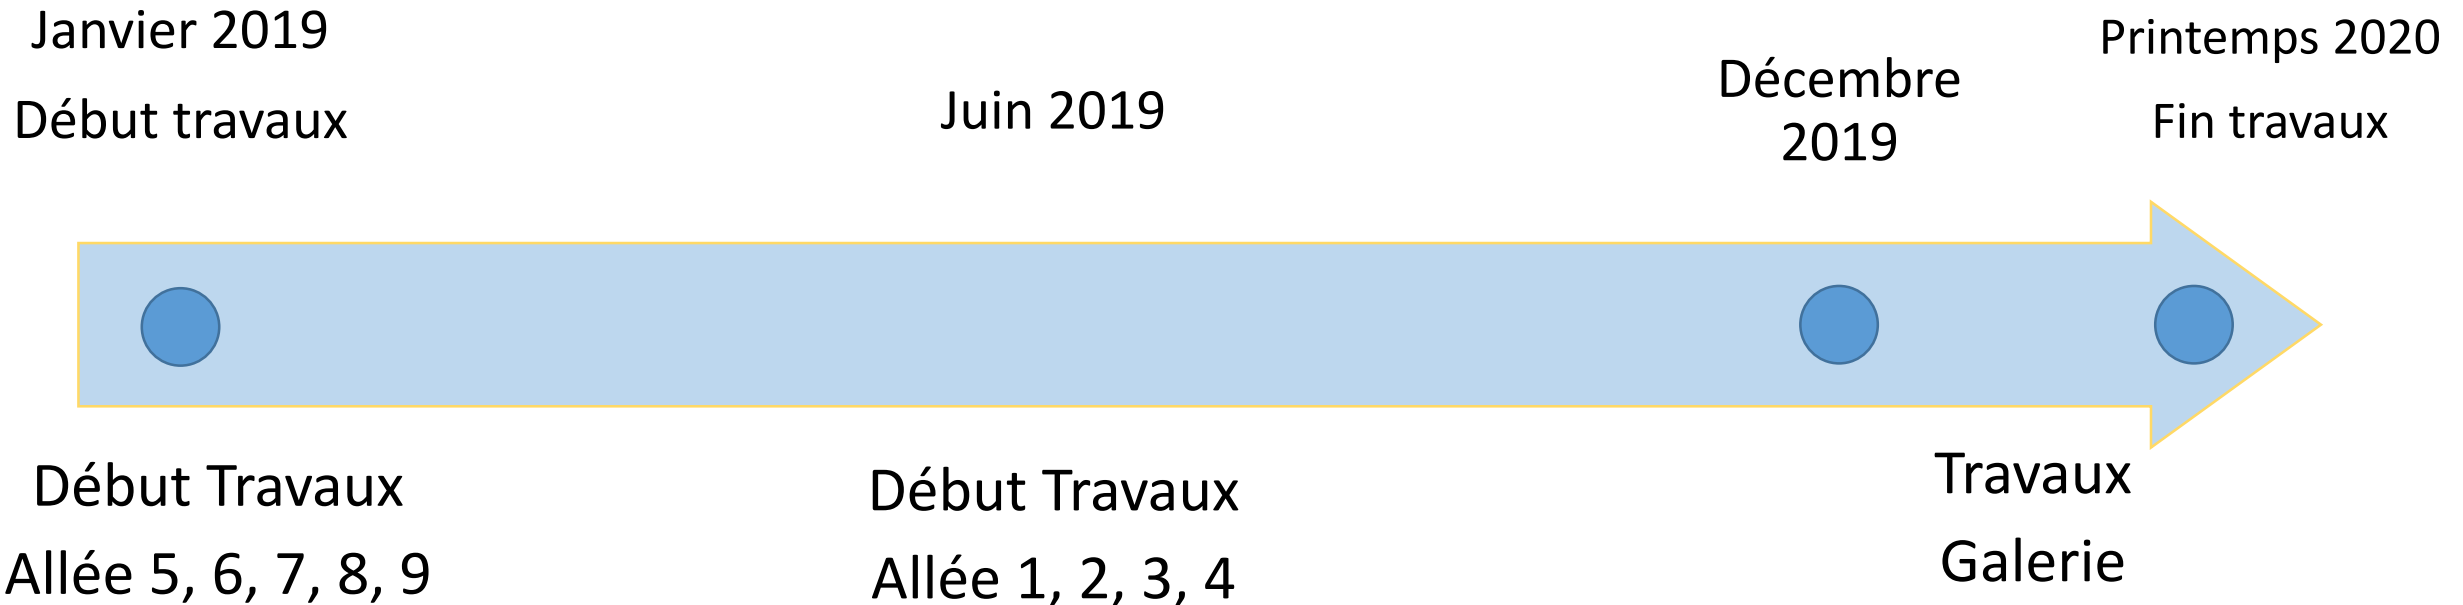 Janvier 2019
Début travaux
Juin 2019
Décembre
2019
Printemps 2020
Fin travaux
Début Travaux
Allée 5, 6, 7, 8, 9
Début Travaux
Allée 1, 2, 3, 4
Travaux
Galerie